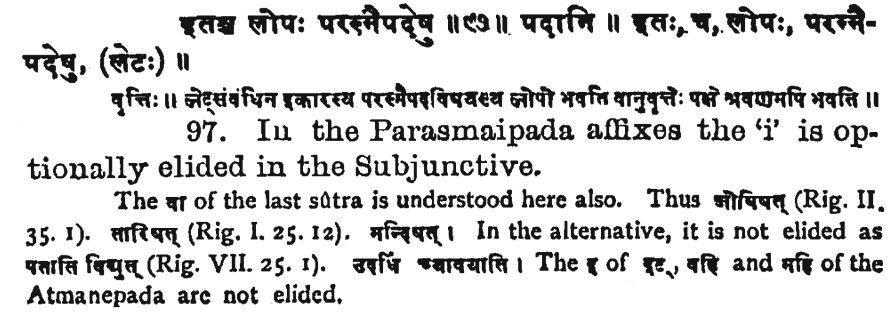 इतश्च लोपः परस्मैपदेषु ॥९७॥ पदानि ॥ इतः, च, लोपः, परस्मै-
पदेषु, (लेटः) ॥
वृत्तिः ॥ लेट्संबंधिन इकारस्य परस्मैपदविषयस्य लोपो भवति वानुवृत्तेः पक्षे श्रवणमपि भवति ॥
97. In the Parasmaipada affixes the ‘i’ is op-
tionally elided in the Subjunctive.
The वा of the last sûtra is understood here also. Thus जोषिषत् (Rig. II.
35. 1). तारिषत् (Rig. I. 25. 12). मन्दिषत् । In the alternative, it is not elided as
पताति विद्युत् (Rig. VII. 25. 1). उदधिं च्यावयाति । The इ of इट्, वहि and महि of the
Atmanepada are not elided.